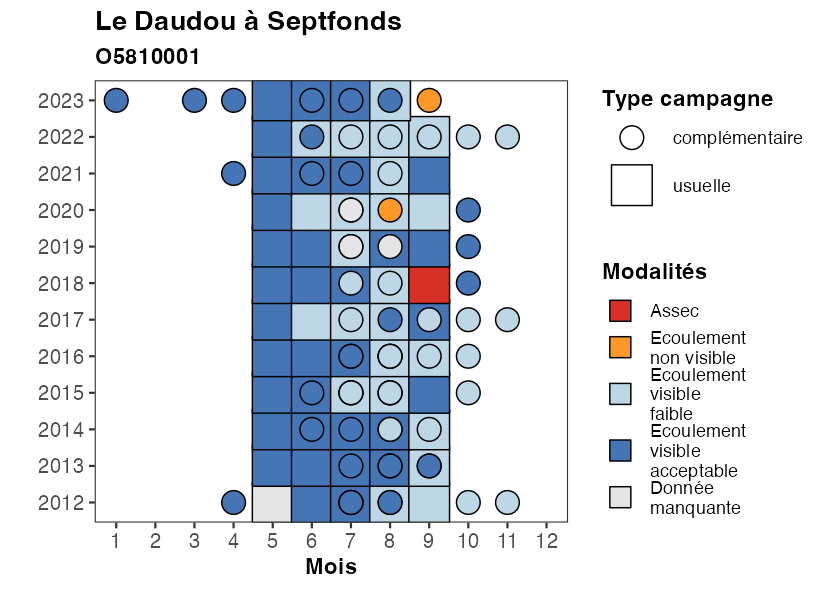 Le Daudou à Septfonds
O5810001
2023
2022
2021
2020
2019
2018
2017
2016
2015
2014
2013
2012
1 2 3 4 5 6 7 8 9 10 11 12
Mois
Type campagne
complémentaire
usuelle
Modalités
Assec
Ecoulement
non visible
Ecoulement
visible
faible
Ecoulement
visible
acceptable
Donnée
manquante